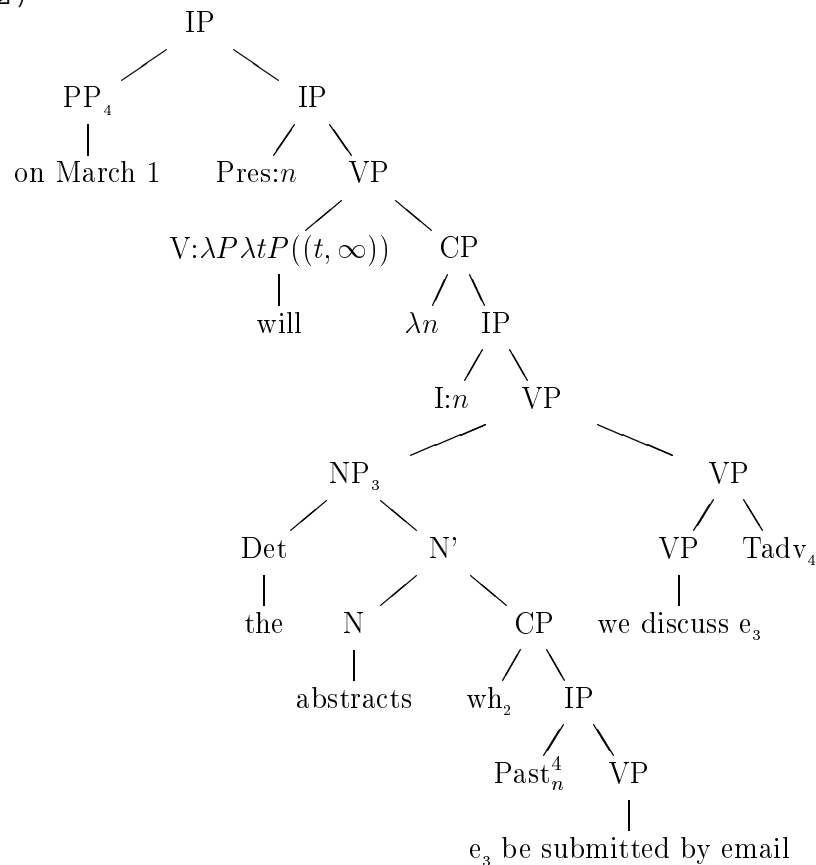 2)
IP
PP₄ IP
on March 1 Pres:n VP
V:λPλtP((t, ∞)) CP
will λn IP
I:n VP
NP₃ VP
Det N' VP Tadv₄
the N CP we discuss e₃
abstracts wh₂ IP
Past⁴ₙ VP
e₃ be submitted by email